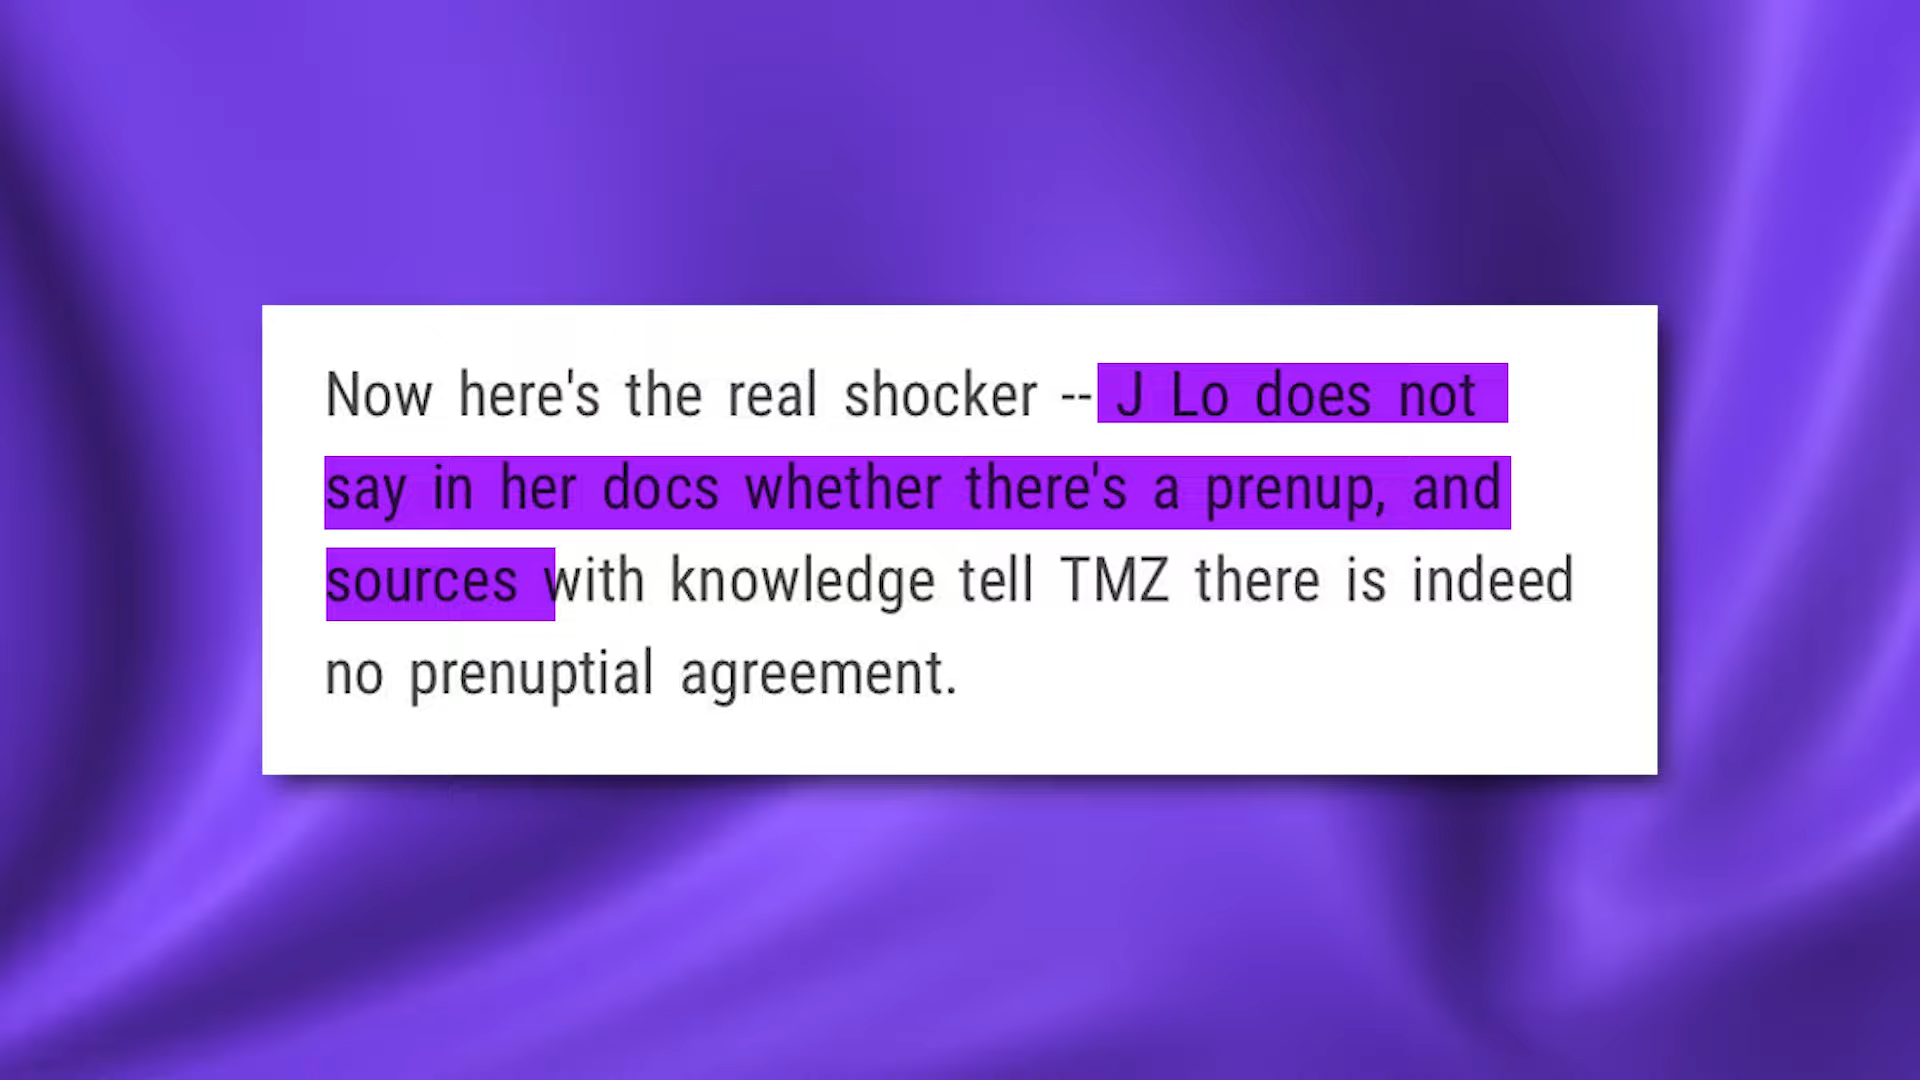 Now here's the real shocker -- J Lo does not
say in her docs whether there's a prenup, and
sources with knowledge tell TMZ there is indeed
no prenuptial agreement.